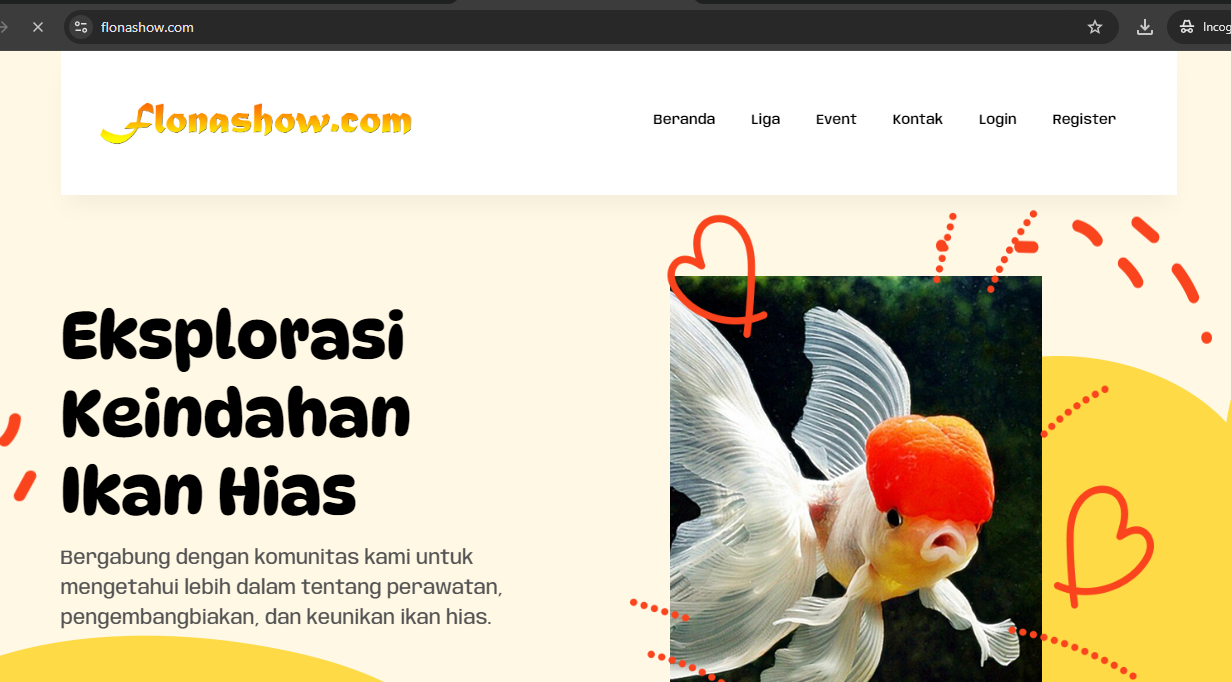 flonashow.com
flonashow.com
Beranda Liga Event Kontak Login Register
Eksplorasi
Keindahan
Ikan Hias
Bergabung dengan komunitas kami untuk
mengetahui lebih dalam tentang perawatan,
pengembangbiakan, dan keunikan ikan hias.